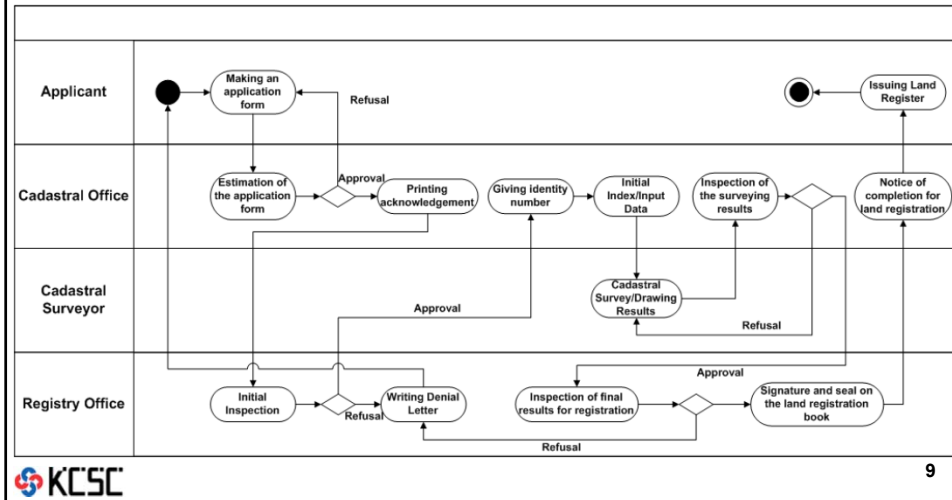 Applicant
Making an
application
form
Refusal
Issuing Land
Register
Cadastral Office
Estimation of
the application
form
Approval
Printing
acknowledgement
Giving identity
number
Initial
Index/Input
Data
Inspection of
the surveying
results
Notice of
completion for
land registration
Cadastral
Surveyor
Approval
Cadastral
Survey/Drawing
Results
Refusal
Registry Office
Initial
Inspection
Refusal
Writing Denial
Letter
Inspection of final
results for registration
Approval
Signature and seal on
the land registration
book
Refusal
KCSC
9